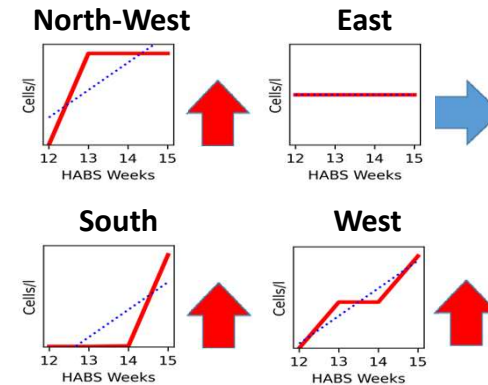 North-West
Cells/l
12 13 14 15
HABS Weeks
East
Cells/l
12 13 14 15
HABS Weeks
South
Cells/l
12 13 14 15
HABS Weeks
West
Cells/l
12 13 14 15
HABS Weeks